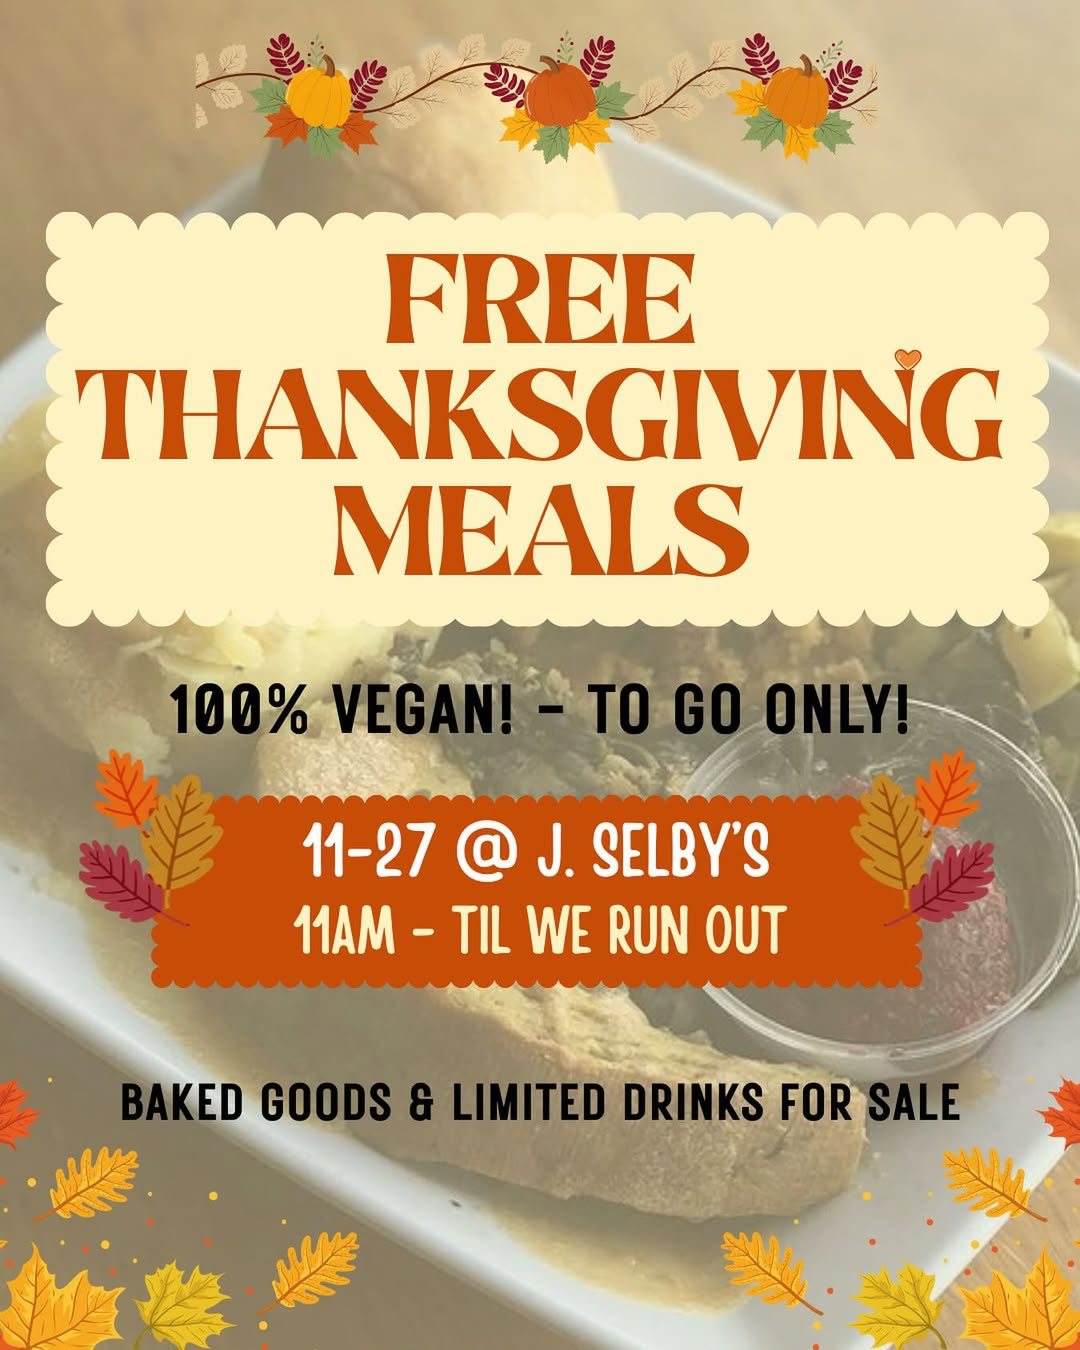 FREE
THANKSGIVING
MEALS
100% VEGAN! - TO GO ONLY!
11-27 @ J. SELBY'S
11AM - TIL WE RUN OUT
BAKED GOODS & LIMITED DRINKS FOR SALE